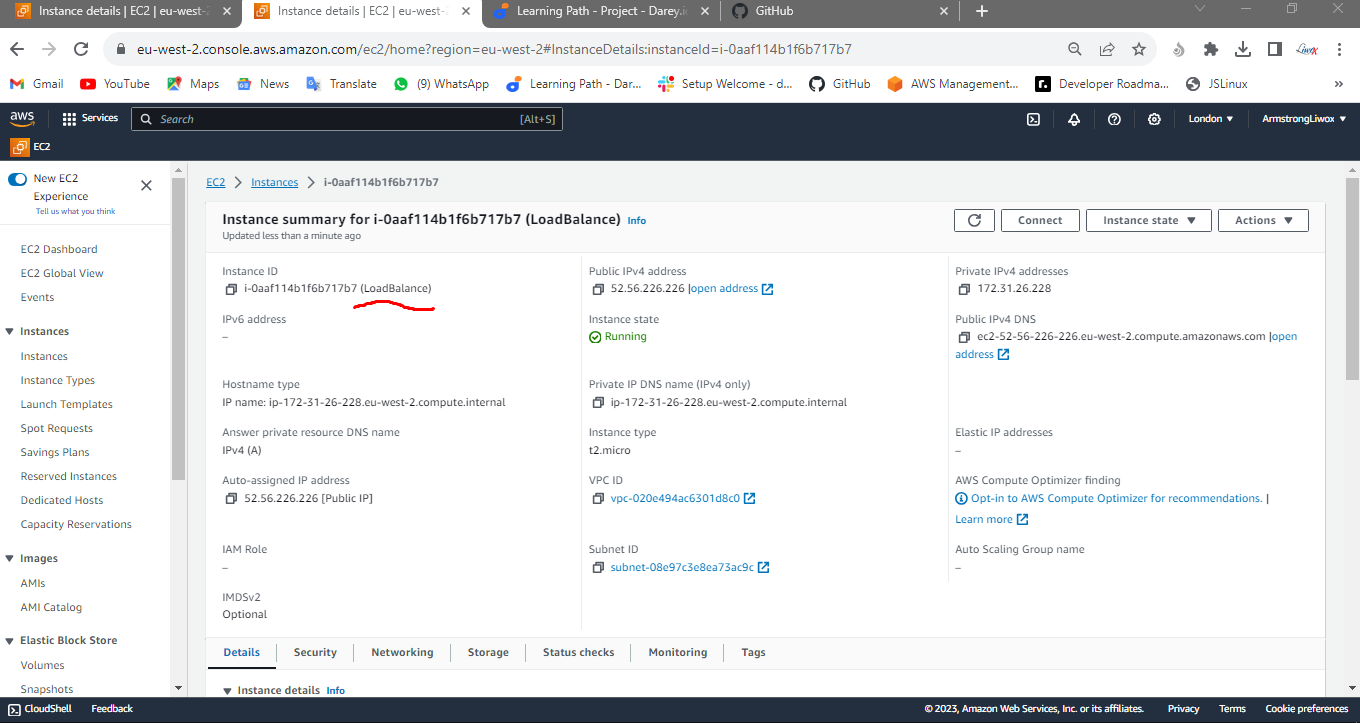 Instance details | EC2 | eu-west-2
Instance details | EC2 | eu-west-
Learning Path - Project - Darey.i
GitHub
eu-west-2.console.aws.amazon.com/ec2/home?region=eu-west-2#InstanceDetails:instanceId=i-0aaf114b1f6b717b7
Gmail
YouTube
Maps
News
Translate
(9) WhatsApp
Learning Path - Dar...
Setup Welcome - d...
GitHub
AWS Management...
Developer Roadma...
JSLinux
»
aws
Services
Search
[Alt+S]
London
ArmstrongLiwox
EC2
New EC2
Experience
Tell us what you think
EC2 Dashboard
EC2 Global View
Events
Instances
Instances
Instance Types
Launch Templates
Spot Requests
Savings Plans
Reserved Instances
Dedicated Hosts
Capacity Reservations
Images
AMIs
AMI Catalog
Elastic Block Store
Volumes
Snapshots
EC2
Instances
i-0aaf114b1f6b717b7
Instance summary for i-0aaf114b1f6b717b7 (LoadBalance) Info
Updated less than a minute ago
Connect
Instance state
Actions
Instance ID
i-0aaf114b1f6b717b7 (LoadBalance)
IPv6 address
–
Hostname type
IP name: ip-172-31-26-228.eu-west-2.compute.internal
Answer private resource DNS name
IPv4 (A)
Auto-assigned IP address
52.56.226.226 [Public IP]
IAM Role
–
IMDSv2
Optional
Public IPv4 address
52.56.226.226 |open address
Instance state
Running
Private IP DNS name (IPv4 only)
ip-172-31-26-228.eu-west-2.compute.internal
Instance type
t2.micro
VPC ID
vpc-020e494ac6301d8c0
Subnet ID
subnet-08e97c3e8ea73ac9c
Private IPv4 addresses
172.31.26.228
Public IPv4 DNS
ec2-52-56-226-226.eu-west-2.compute.amazonaws.com |open
address
Elastic IP addresses
–
AWS Compute Optimizer finding
Opt-in to AWS Compute Optimizer for recommendations. |
Learn more
Auto Scaling Group name
–
Details
Security
Networking
Storage
Status checks
Monitoring
Tags
Instance details Info
CloudShell
Feedback
© 2023, Amazon Web Services, Inc. or its affiliates.
Privacy
Terms
Cookie preferences